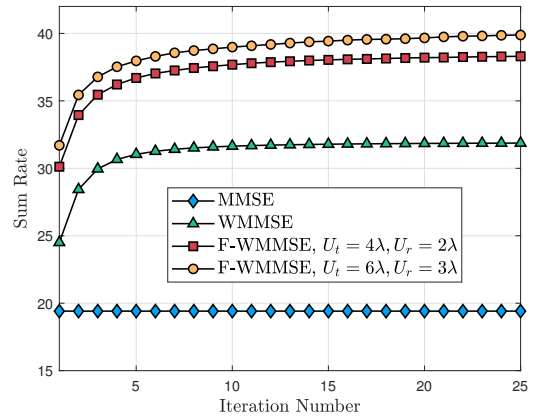 40
35
30
25
20
15
Sum Rate
MMSE
WMMSE
F-WMMSE, U_t = 4λ, U_r = 2λ
F-WMMSE, U_t = 6λ, U_r = 3λ
5 10 15 20 25
Iteration Number